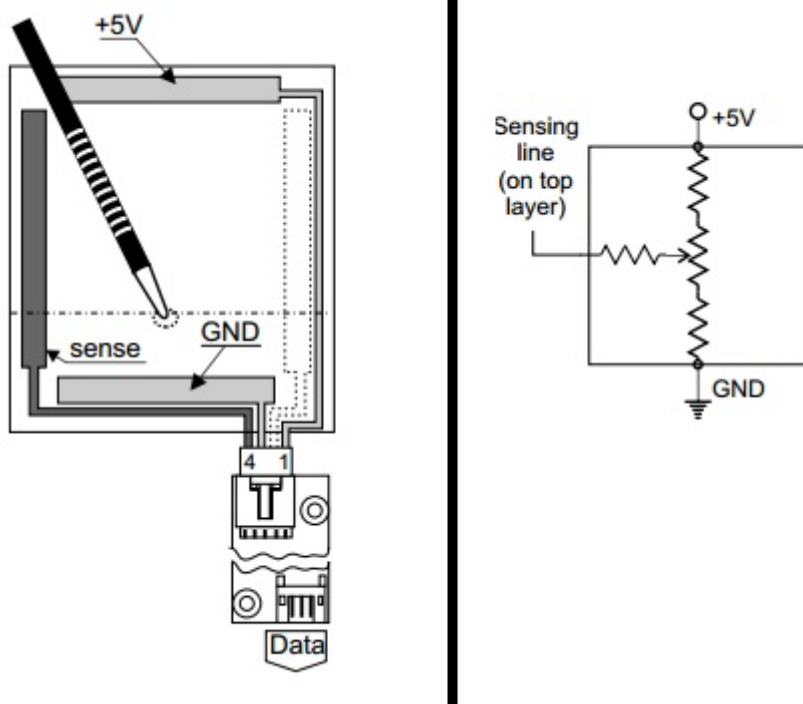 +5V
sense
GND
4 1
Data
Sensing
line
(on top
layer)
+5V
GND